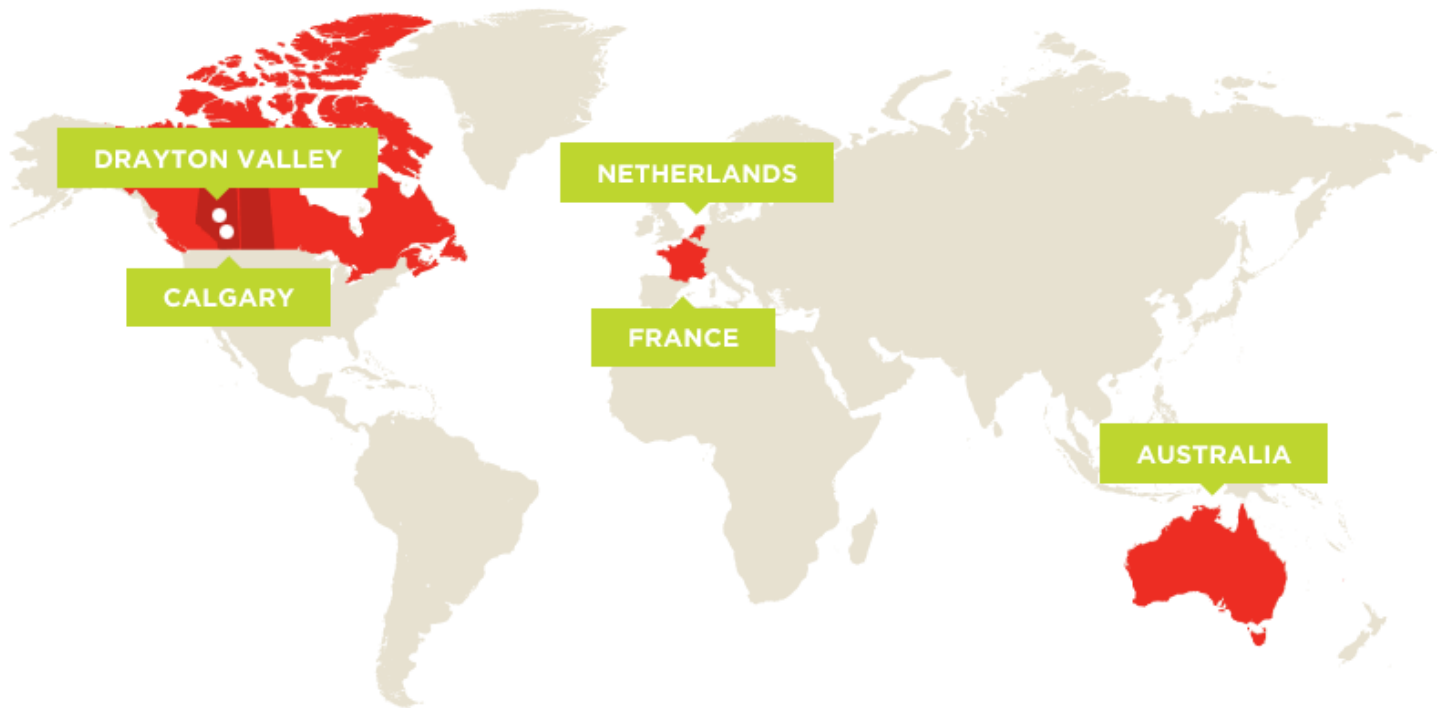 DRAYTON VALLEY
NETHERLANDS
CALGARY
FRANCE
AUSTRALIA